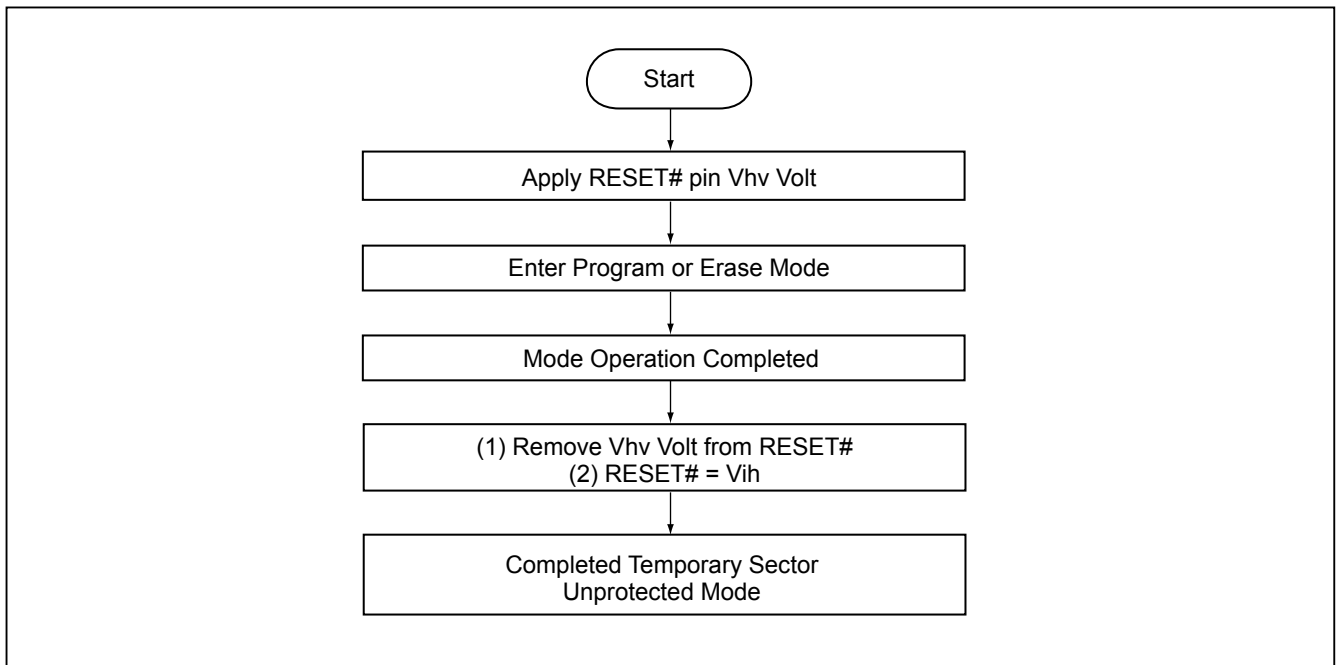 Start
Apply RESET# pin Vhv Volt
Enter Program or Erase Mode
Mode Operation Completed
(1) Remove Vhv Volt from RESET#
(2) RESET# = Vih
Completed Temporary Sector
Unprotected Mode